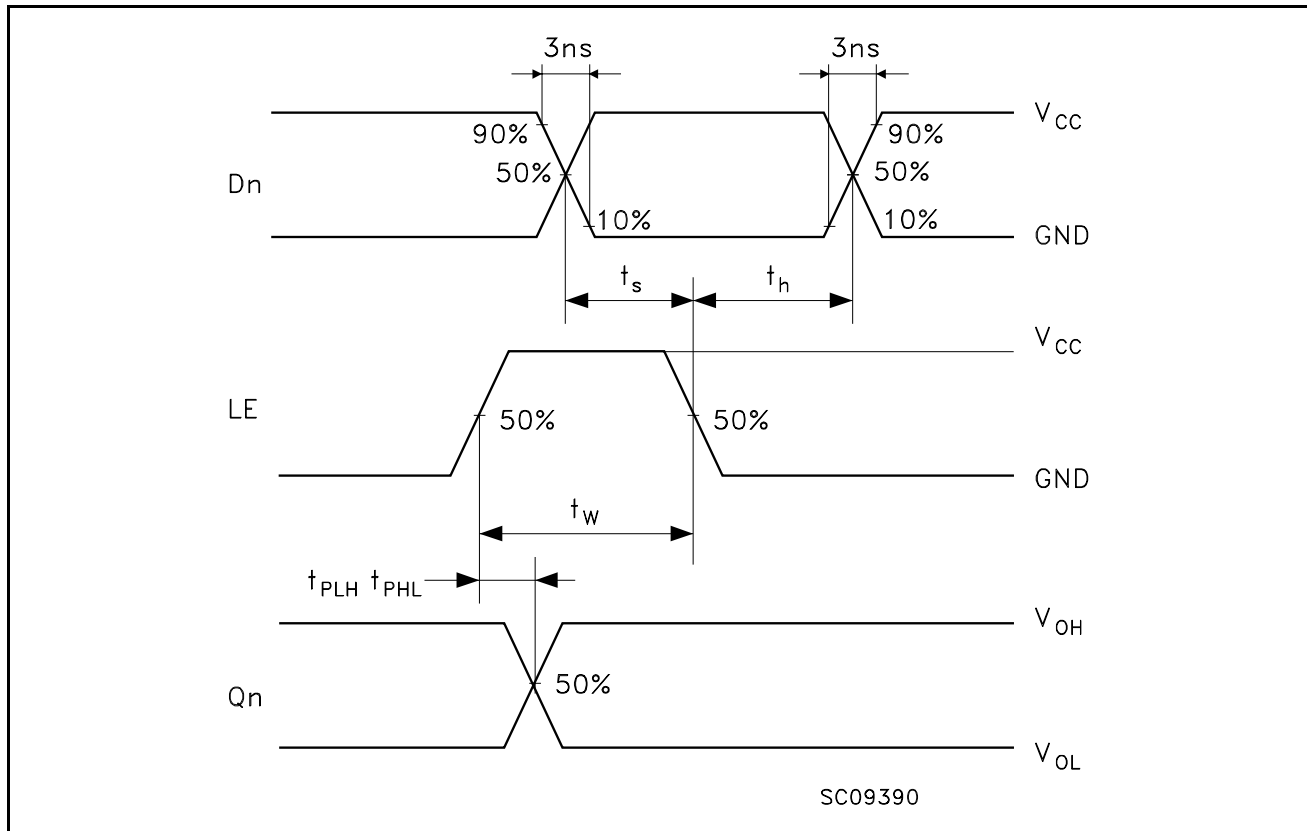 3ns 3ns
V_CC
90% 90%
50% 50%
Dn
10% 10%
GND
t_s t_h
V_CC
LE
50% 50%
GND
t_W
t_PLH t_PHL
V_OH
50%
Qn
V_OL
SC09390